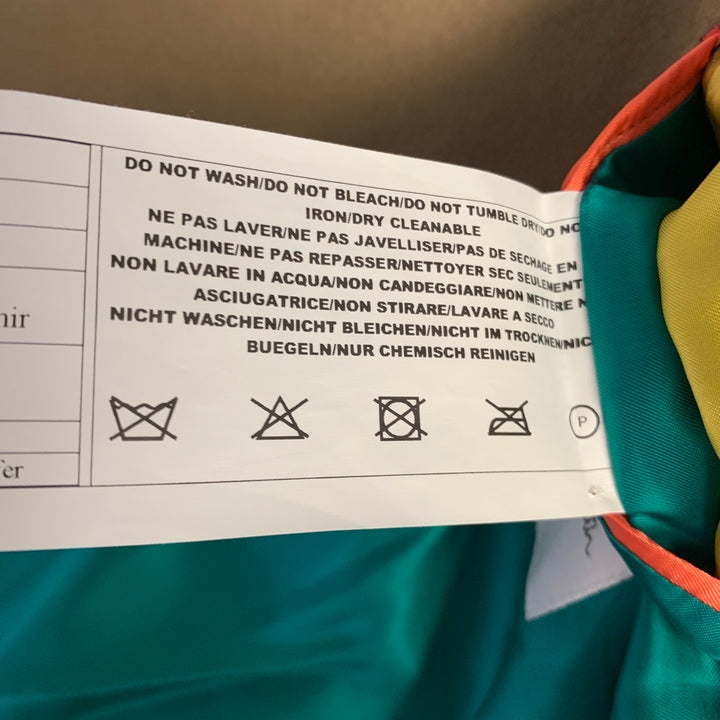 DO NOT WASH/DO NOT BLEACH/DO NOT TUMBLE DRY/DO NO
IRON/DRY CLEANABLE
NE PAS LAVER/NE PAS JAVELLISER/PAS DE SECHAGE EN
MACHINE/NE PAS REPASSER/NETTOYER SEC SEULEMENT
NON LAVARE IN ACQUA/NON CANDEGGIARE/NON METTERE N
ASCIUGATRICE/NON STIRARE/LAVARE A SECCO
NICHT WASCHEN/NICHT BLEICHEN/NICHT IM TROCKNEN/NIC
BUEGELN/NUR CHEMISCH REINIGEN
P
nir
er